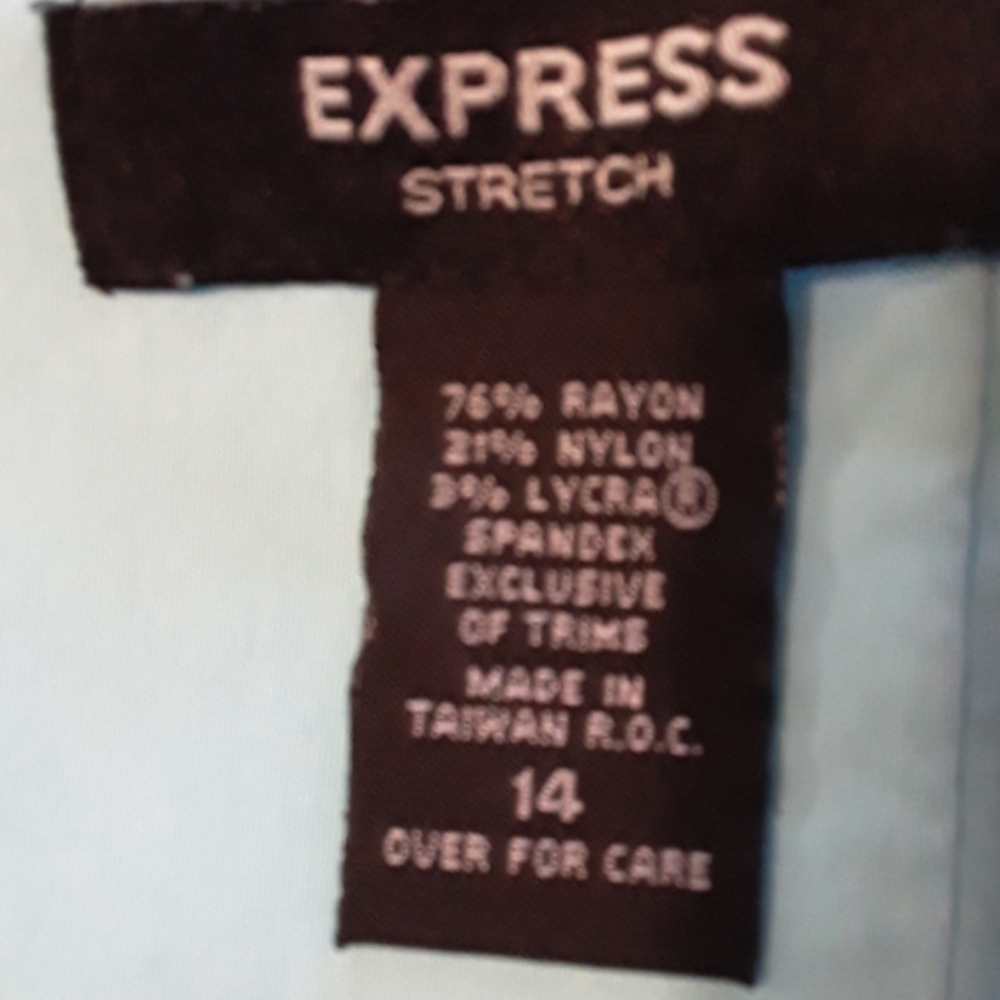 EXPRESS
STRETCH
76% RAYON
21% NYLON
3% LYCRA®
SPANDEX
EXCLUSIVE
OF TRIMS
MADE IN
TAIWAN R.O.C.
14
OVER FOR CARE